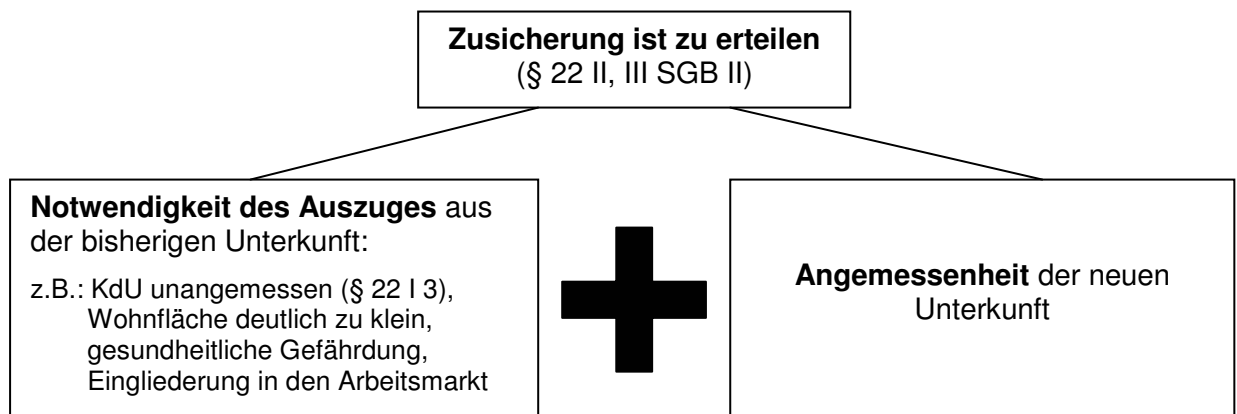 Zusicherung ist zu erteilen
(§ 22 II, III SGB II)
Notwendigkeit des Auszuges aus
der bisherigen Unterkunft:
z.B.: KdU unangemessen (§ 22 I 3),
Wohnfläche deutlich zu klein,
gesundheitliche Gefährdung,
Eingliederung in den Arbeitsmarkt
Angemessenheit der neuen
Unterkunft